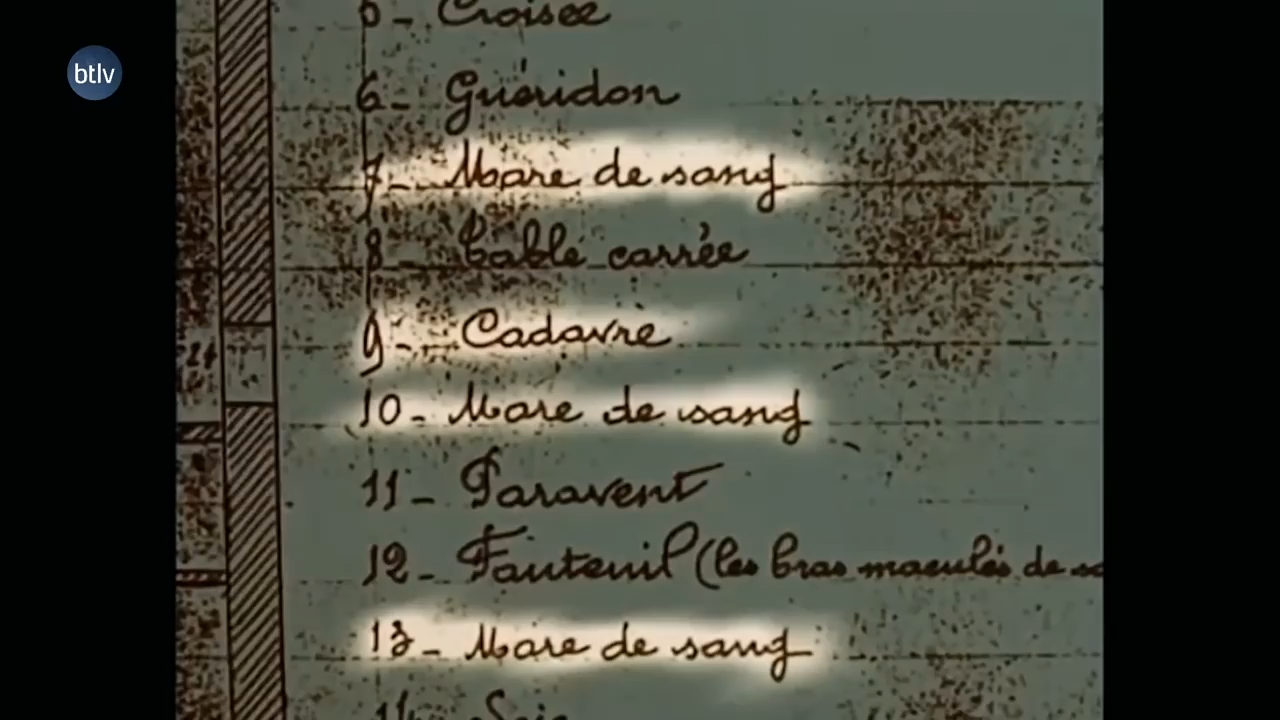 btlv
5 - Croisée
6 - Guéridon
7 - Mare de sang
8 - Table carrée
9 - Cadavre
10 - Mare de sang
11 - Paravent
12 - Fauteuil (les bras maculés de
13 - Mare de sang
14 -